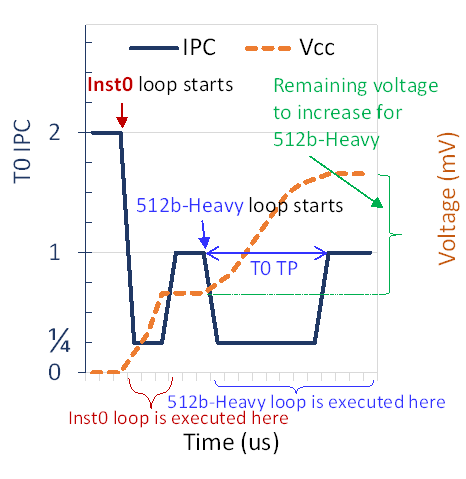 IPC
Vcc
Inst0 loop starts
Remaining voltage
to increase for
512b-Heavy
T0 IPC
2
512b-Heavy loop starts
1
T0 TP
¼
0
Voltage (mV)
512b-Heavy loop is executed here
Inst0 loop is executed here
Time (us)